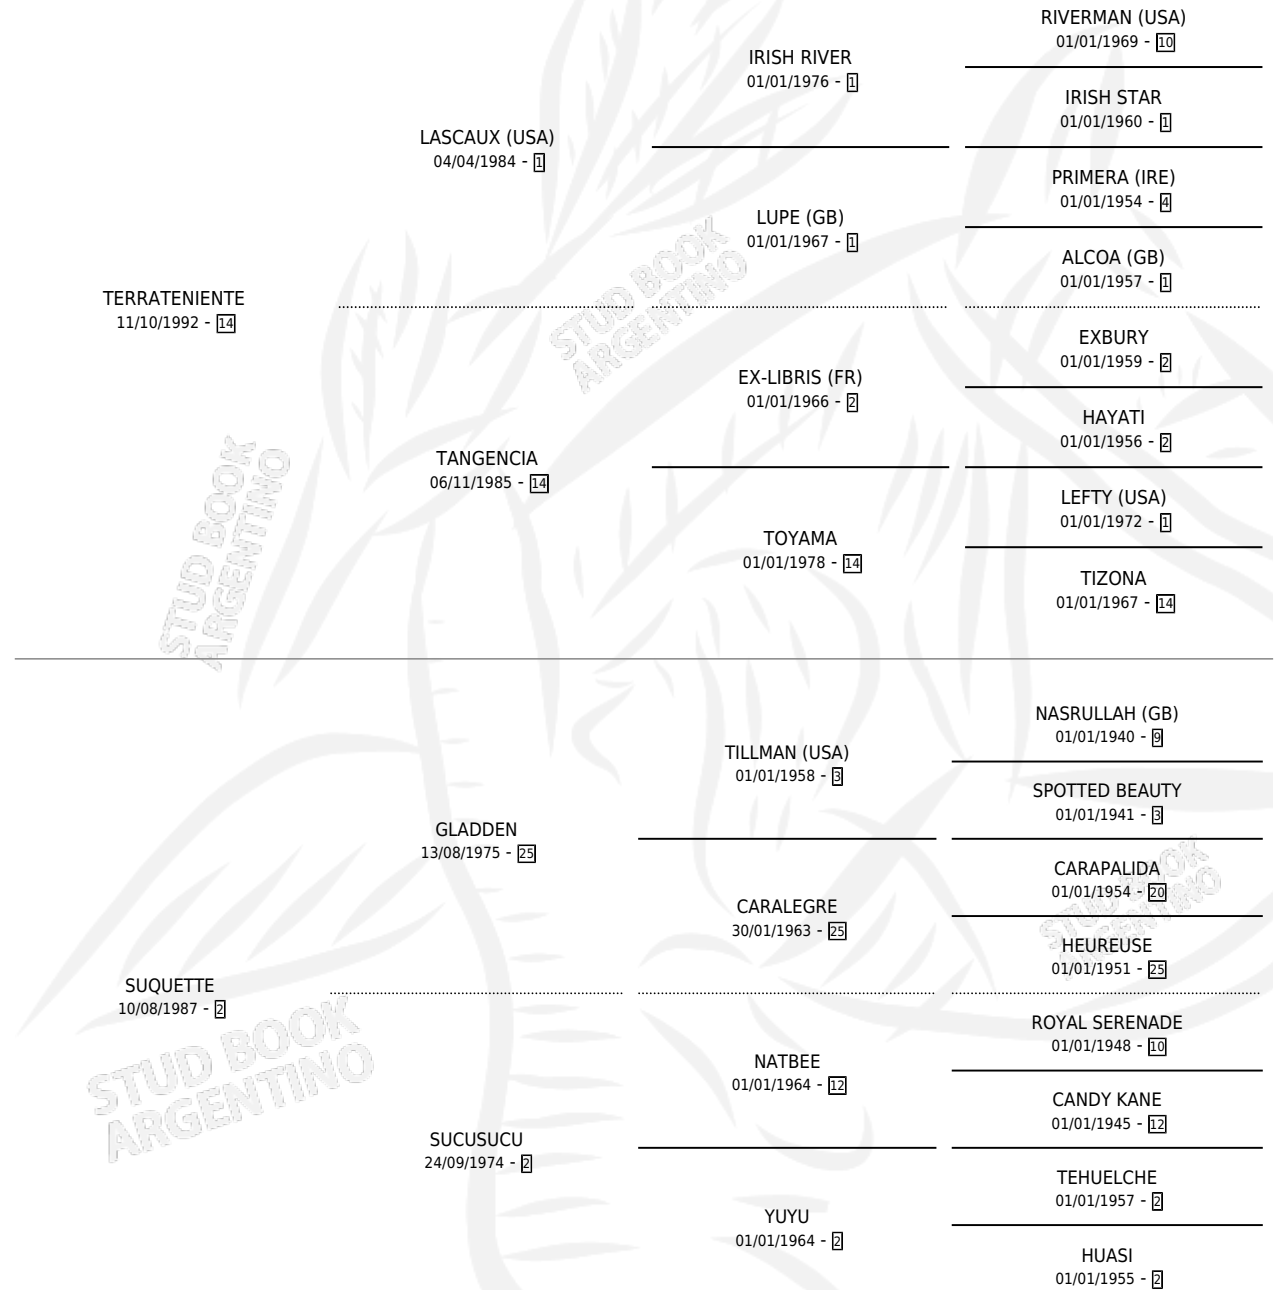 RIVERMAN (USA)
01/01/1969 - 10
IRISH RIVER
01/01/1976 - 1
IRISH STAR
01/01/1960 - 1
LASCAUX (USA)
04/04/1984 - 1
PRIMERA (IRE)
01/01/1954 - 4
LUPE (GB)
01/01/1967 - 1
ALCOA (GB)
01/01/1957 - 1
TERRATENIENTE
11/10/1992 - 14
STUD BOOK
ARGENTINO
EXBURY
01/01/1959 - 2
EX-LIBRIS (FR)
01/01/1966 - 2
HAYATI
01/01/1956 - 2
TANGENCIA
06/11/1985 - 14
LEFTY (USA)
01/01/1972 - 1
TOYAMA
01/01/1978 - 14
TIZONA
01/01/1967 - 14
STUD BOOK
ARGENTINO
NASRULLAH (GB)
01/01/1940 - 9
TILLMAN (USA)
01/01/1958 - 3
SPOTTED BEAUTY
01/01/1941 - 3
GLADDEN
13/08/1975 - 25
CARAPALIDA
01/01/1954 - 20
CARALEGRE
30/01/1963 - 25
HEUREUSE
01/01/1951 - 25
STUD BOOK
ARGENTINO
SUQUETTE
10/08/1987 - 2
STUD BOOK
ARGENTINO
ROYAL SERENADE
01/01/1948 - 10
NATBEE
01/01/1964 - 12
CANDY KANE
01/01/1945 - 12
SUCUSUCU
24/09/1974 - 2
TEHUELCHE
01/01/1957 - 2
YUYU
01/01/1964 - 2
HUASI
01/01/1955 - 2